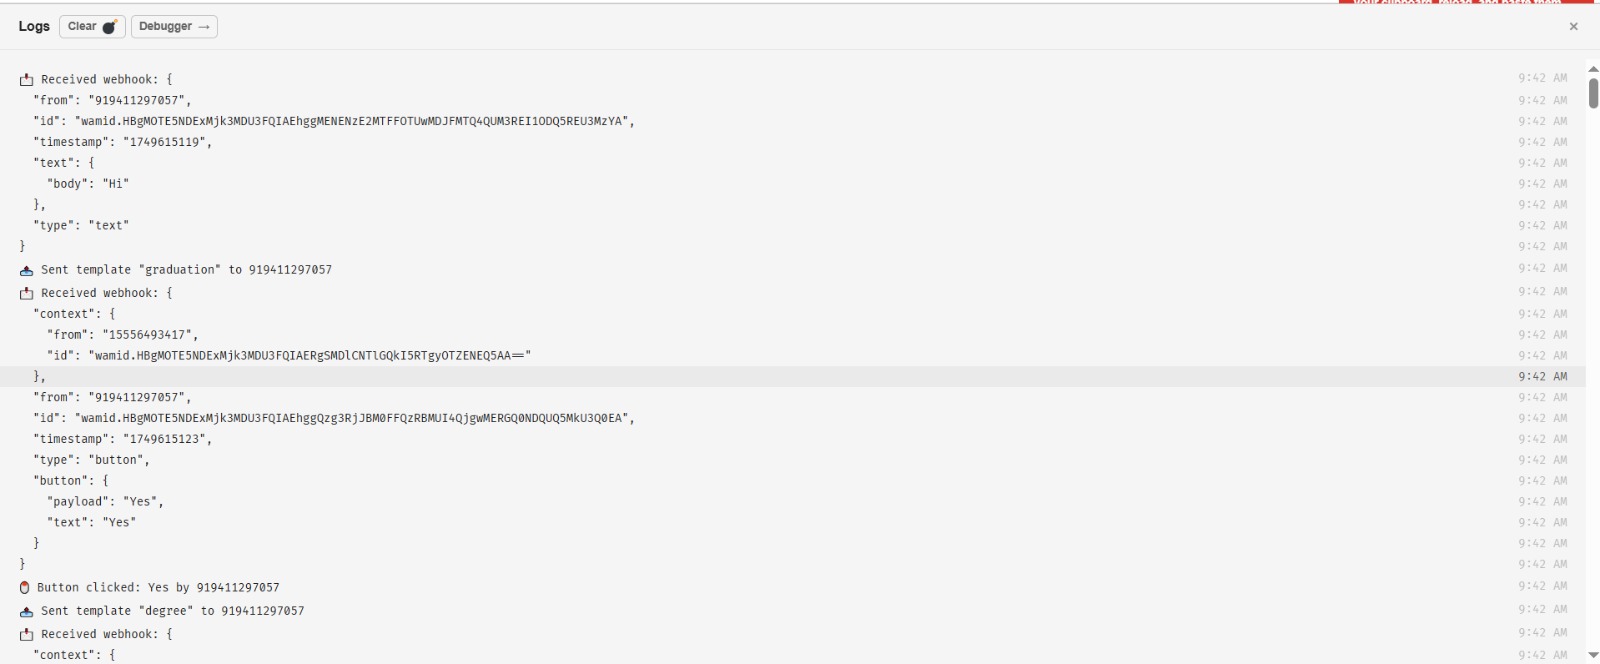 your clipboard, reload, and paste them
Logs Clear Debugger → ×
Received webhook: { 9:42 AM
"from": "919411297057", 9:42 AM
"id": "wamid.HBgMOTE5NDExMjk3MDU3FQIAEhggMENENzE2MTFFOTUwMDJFMTQ4QUM3REI1ODQ5REU3MzYA", 9:42 AM
"timestamp": "1749615119", 9:42 AM
"text": { 9:42 AM
"body": "Hi" 9:42 AM
}, 9:42 AM
"type": "text" 9:42 AM
} 9:42 AM
Sent template "graduation" to 919411297057 9:42 AM
Received webhook: { 9:42 AM
"context": { 9:42 AM
"from": "15556493417", 9:42 AM
"id": "wamid.HBgMOTE5NDExMjk3MDU3FQIAERgSMDlCNTlGQkI5RTgyOTZENEQ5AA==" 9:42 AM
}, 9:42 AM
"from": "919411297057", 9:42 AM
"id": "wamid.HBgMOTE5NDExMjk3MDU3FQIAEhggQzg3RjJBM0FFQzRBMUI4QjgwMERGQ0NDQUQ5MkU3Q0EA", 9:42 AM
"timestamp": "1749615123", 9:42 AM
"type": "button", 9:42 AM
"button": { 9:42 AM
"payload": "Yes", 9:42 AM
"text": "Yes" 9:42 AM
} 9:42 AM
} 9:42 AM
Button clicked: Yes by 919411297057 9:42 AM
Sent template "degree" to 919411297057 9:42 AM
Received webhook: { 9:42 AM
"context": { 9:42 AM